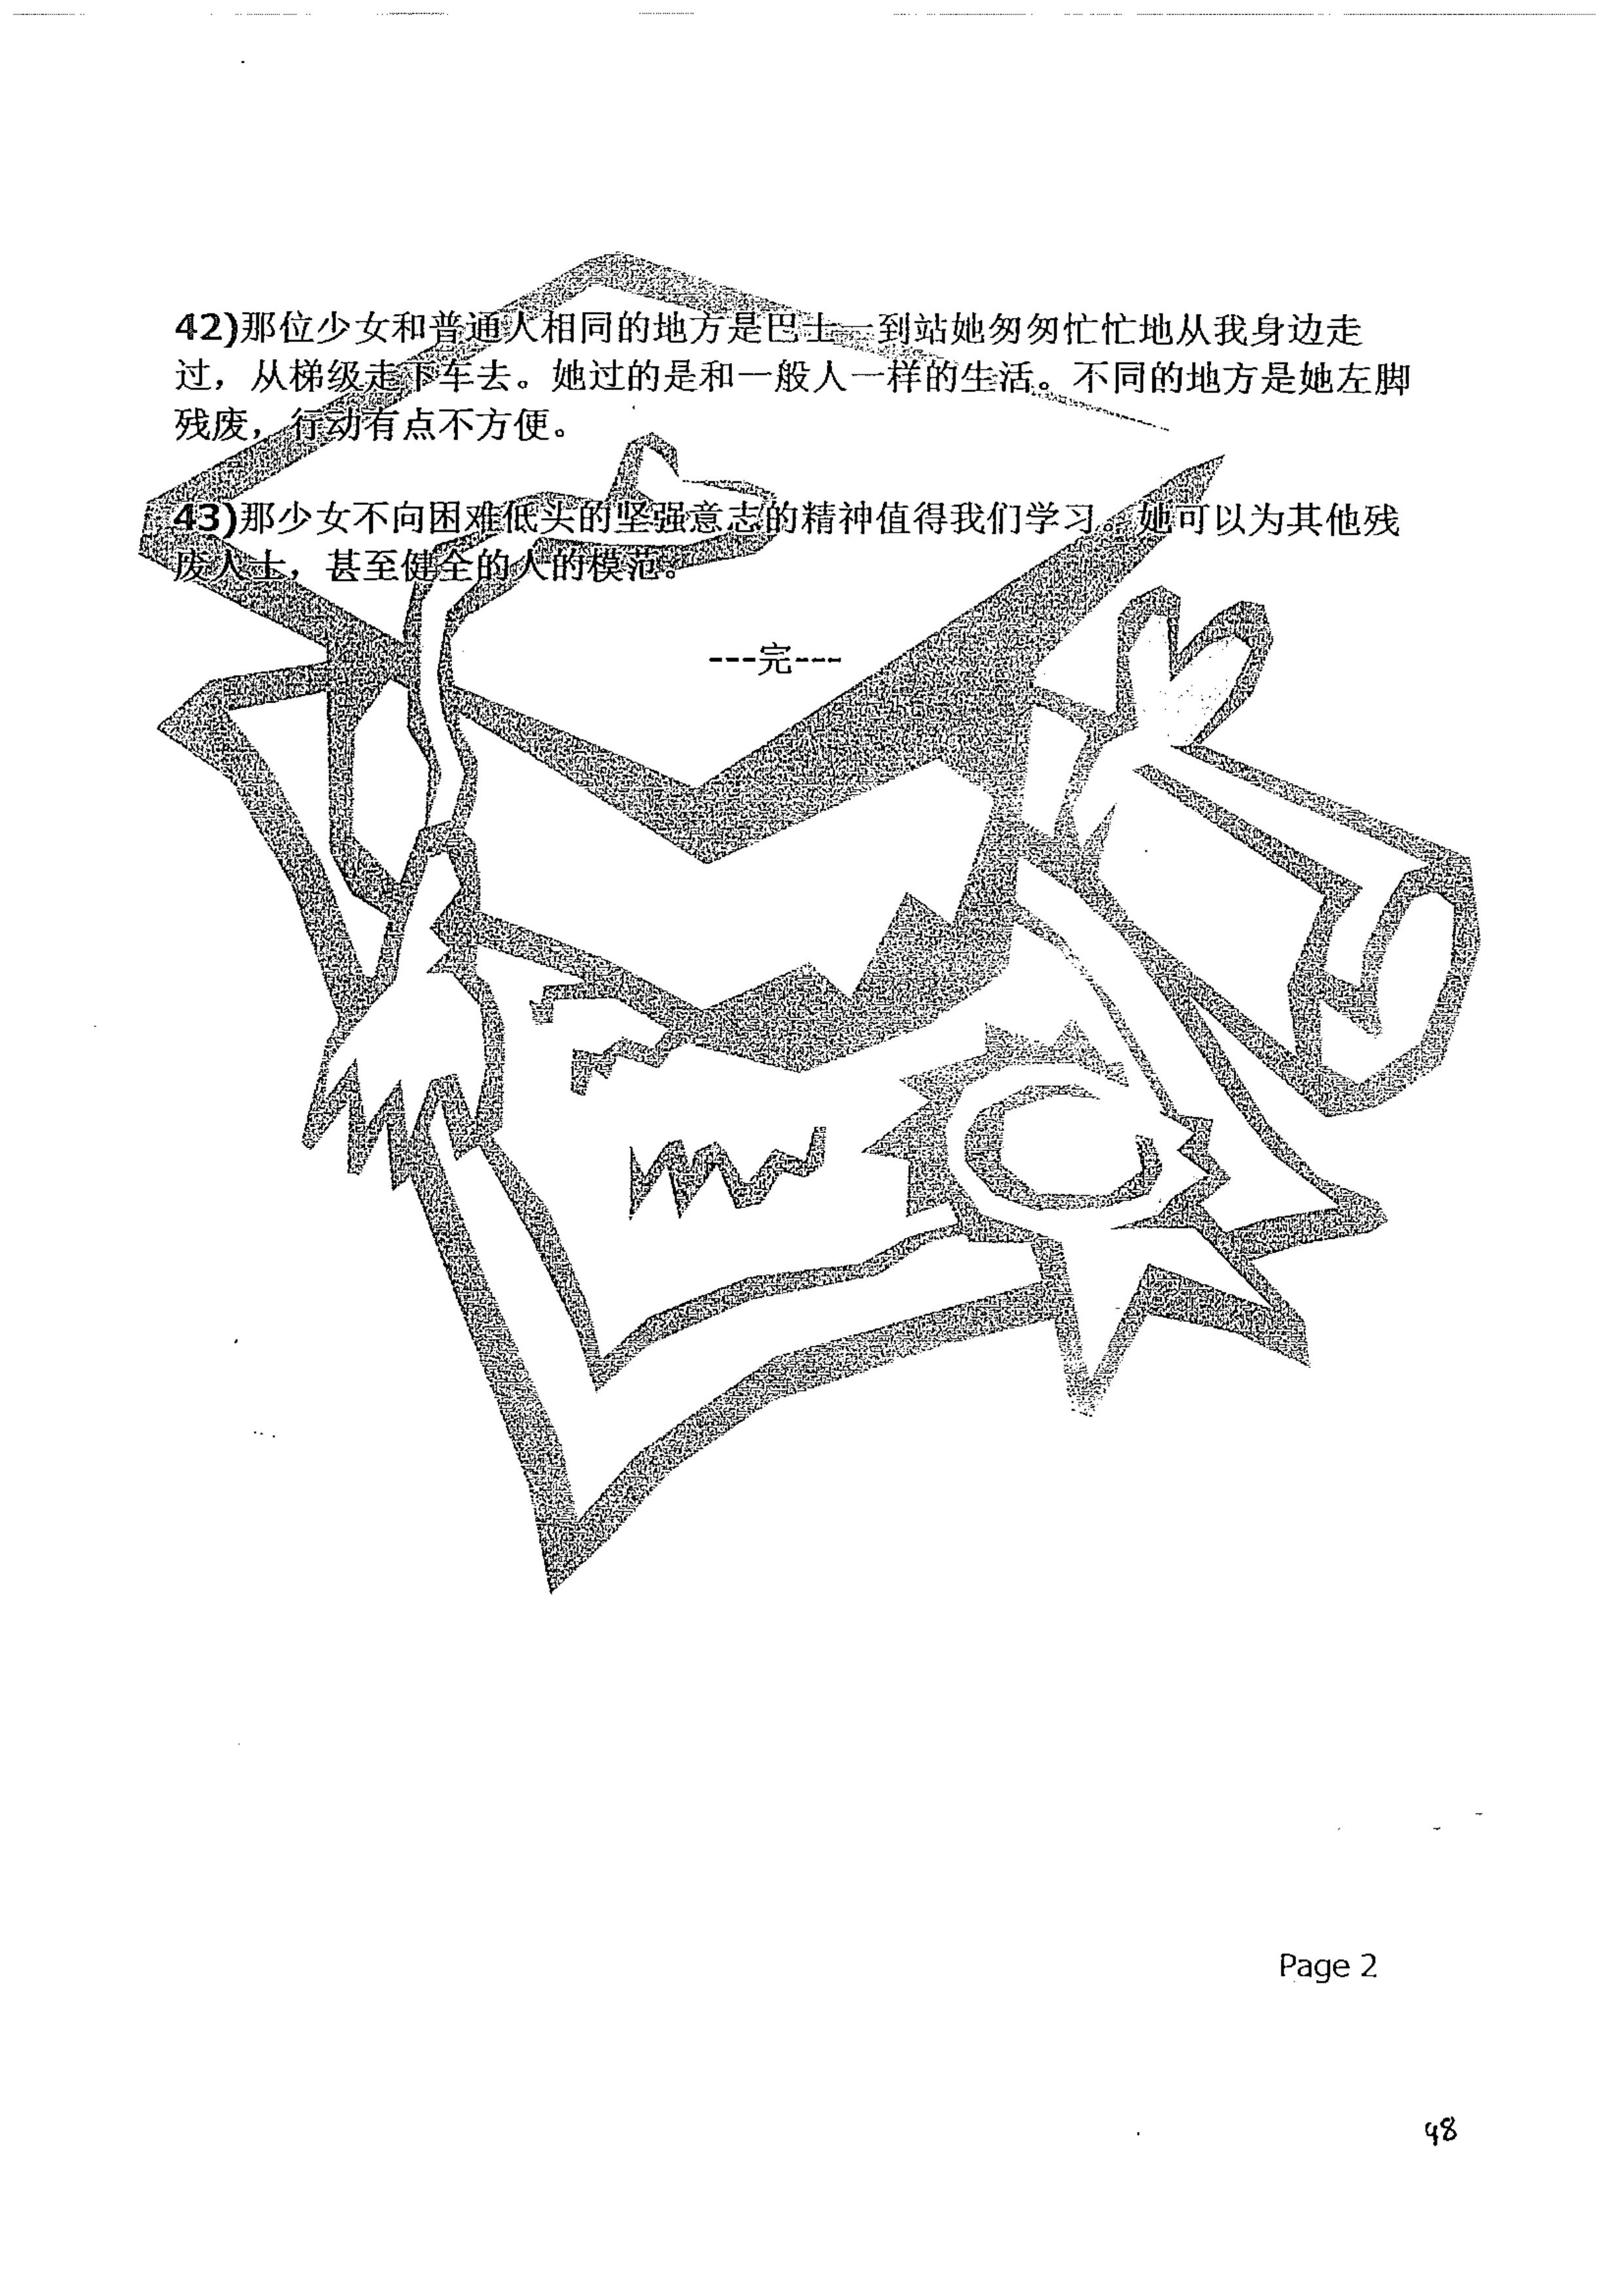 42)那位少女和普通人相同的地方是巴士一到站她匆匆忙忙地从我身边走
过，从梯级走下车去。她过的是和一般人一样的生活。不同的地方是她左脚
残废，行动有点不方便。
43)那少女不向困难低头的坚强意志的精神值得我们学习。她可以为其他残
废人士，甚至健全的人的模范。
---完---
Page 2
48